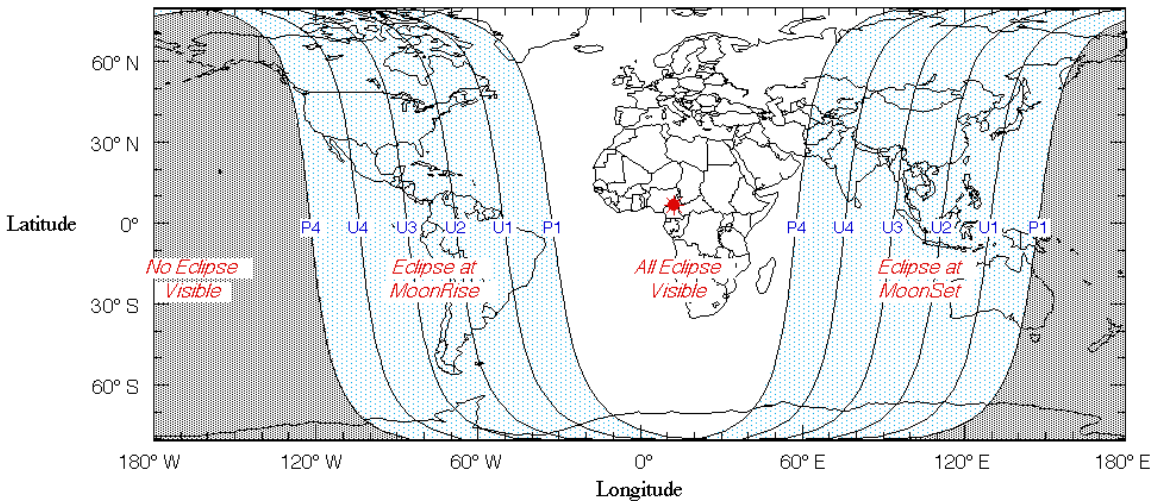 60° N
30° N
Latitude
0°
P4 U4 U3 U2 U1 P1 P4 U4 U3 U2 U1 P1
No Eclipse
Visible
Eclipse at
MoonRise
All Eclipse
Visible
Eclipse at
MoonSet
30° S
60° S
180° W 120° W 60° W 0° 60° E 120° E 180° E
Longitude